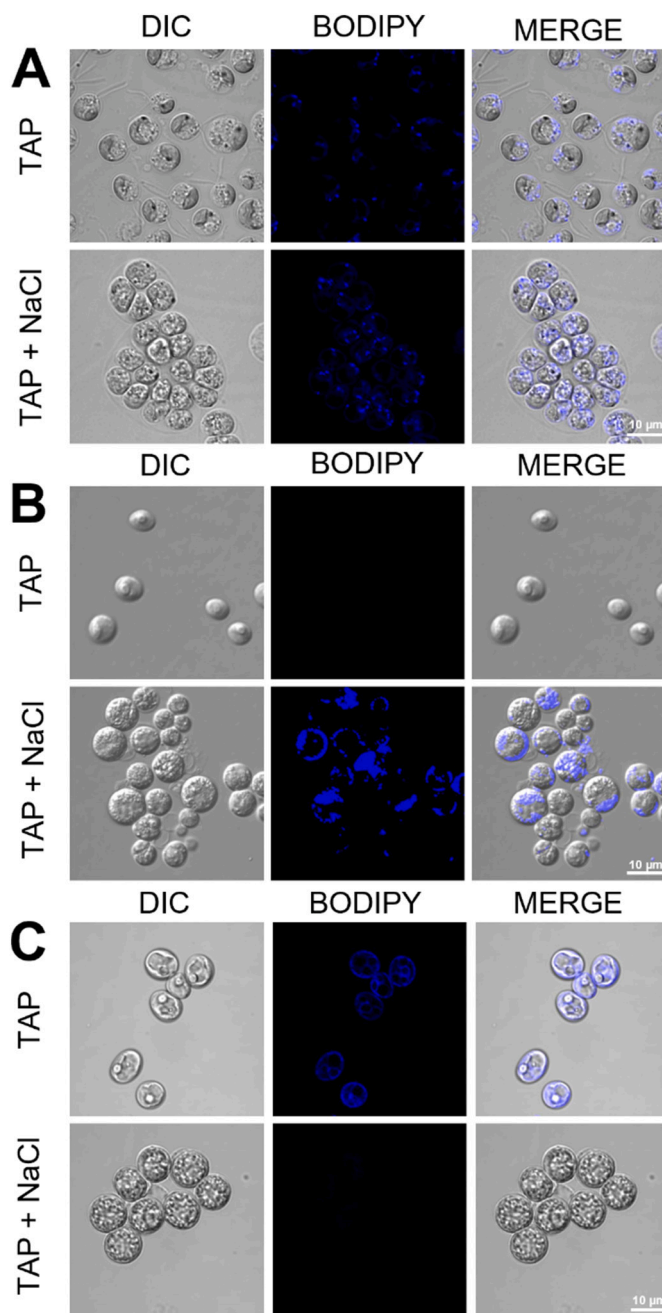 DIC BODIPY MERGE
A
TAP
TAP + NaCl
10 µm
DIC BODIPY MERGE
B
TAP
TAP + NaCl
10 µm
DIC BODIPY MERGE
C
TAP
TAP + NaCl
10 µm